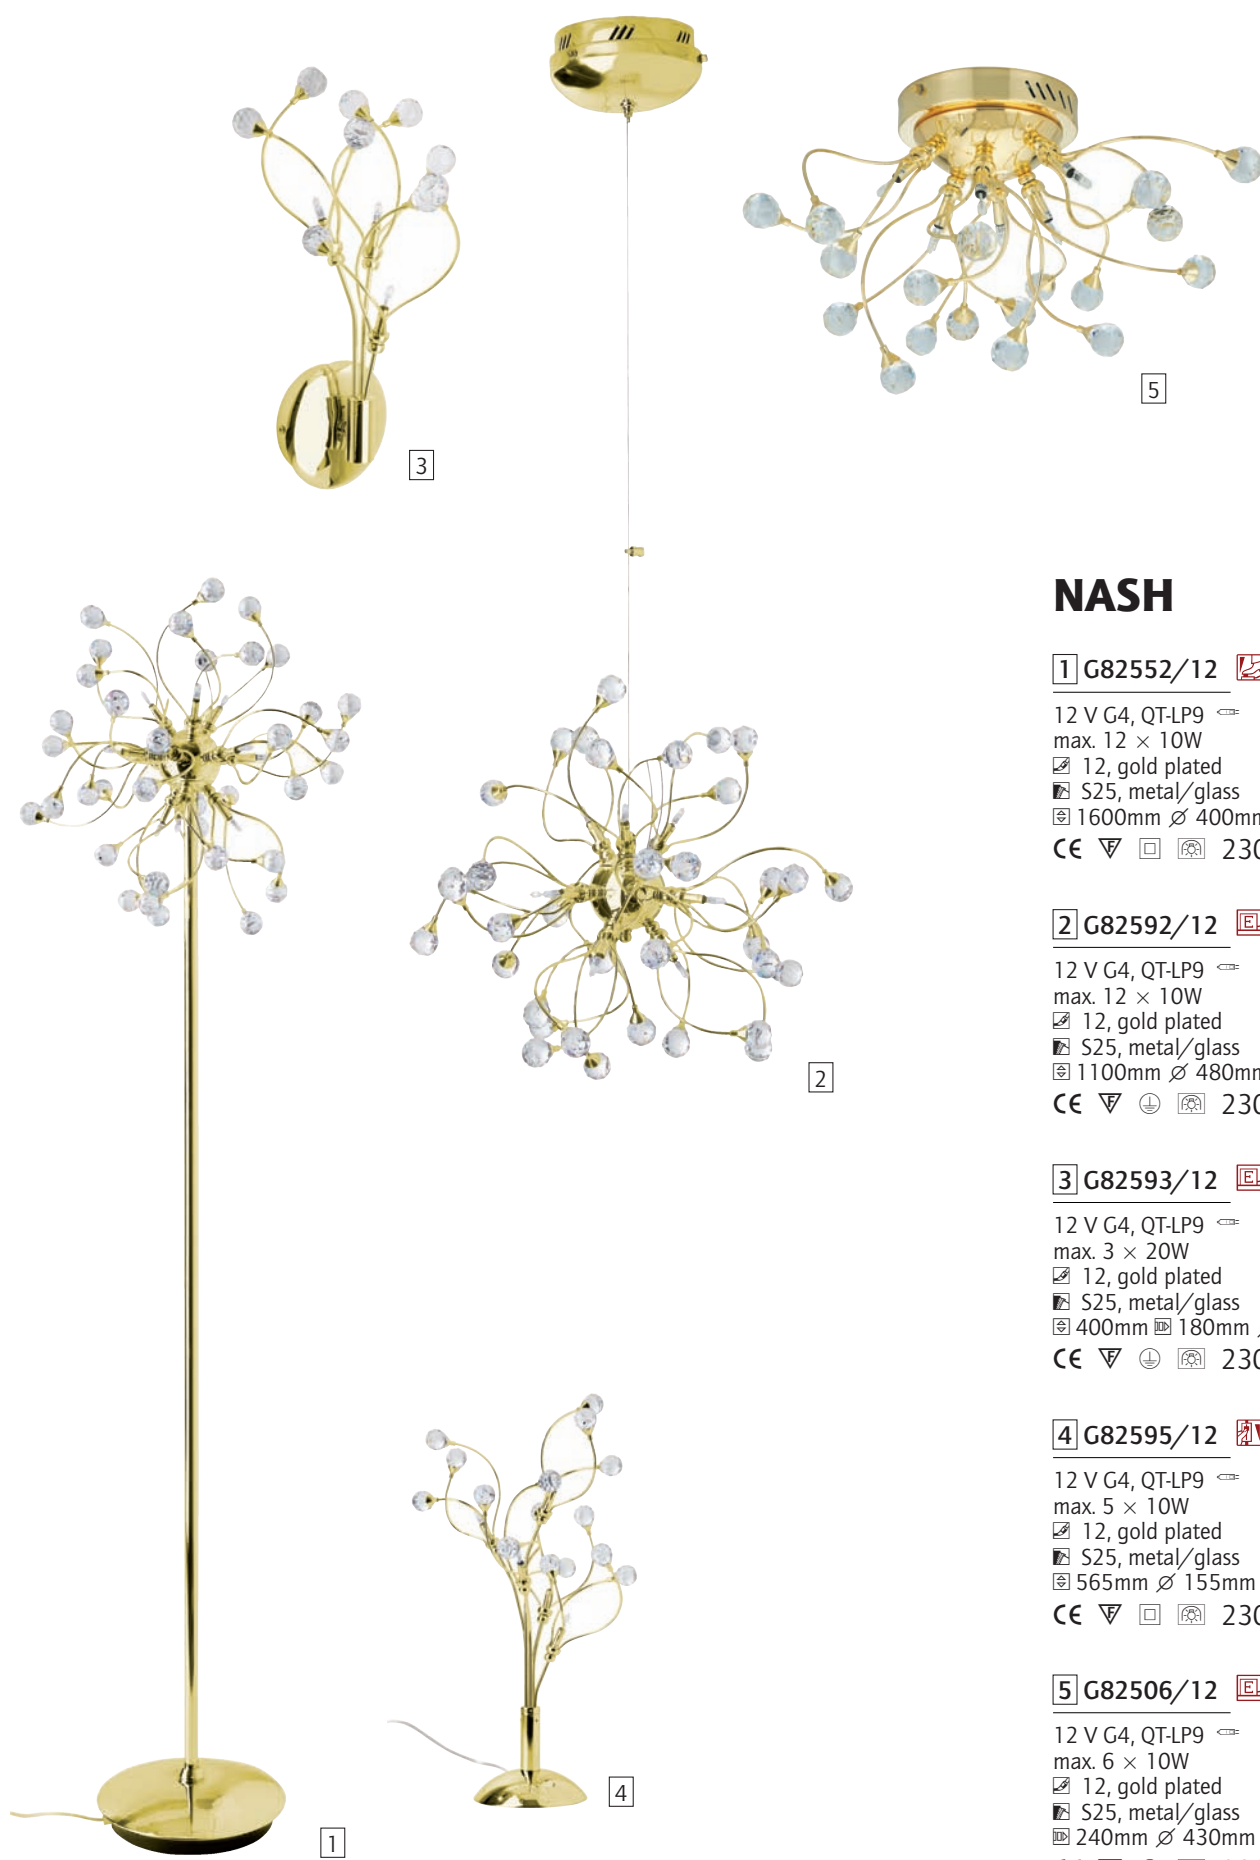 5
3
NASH
1 G82552/12
12 V G4, QT-LP9
max. 12 × 10W
12, gold plated
S25, metal/glass
1600mm ⌀ 400mm
CE F 230
2 G82592/12
12 V G4, QT-LP9
max. 12 × 10W
12, gold plated
S25, metal/glass
1100mm ⌀ 480mm
CE F 230
2
3 G82593/12
12 V G4, QT-LP9
max. 3 × 20W
12, gold plated
S25, metal/glass
400mm 180mm
CE F 230
4 G82595/12
12 V G4, QT-LP9
max. 5 × 10W
12, gold plated
S25, metal/glass
565mm ⌀ 155mm
CE F 230
5 G82506/12
12 V G4, QT-LP9
max. 6 × 10W
12, gold plated
S25, metal/glass
240mm ⌀ 430mm
4
1